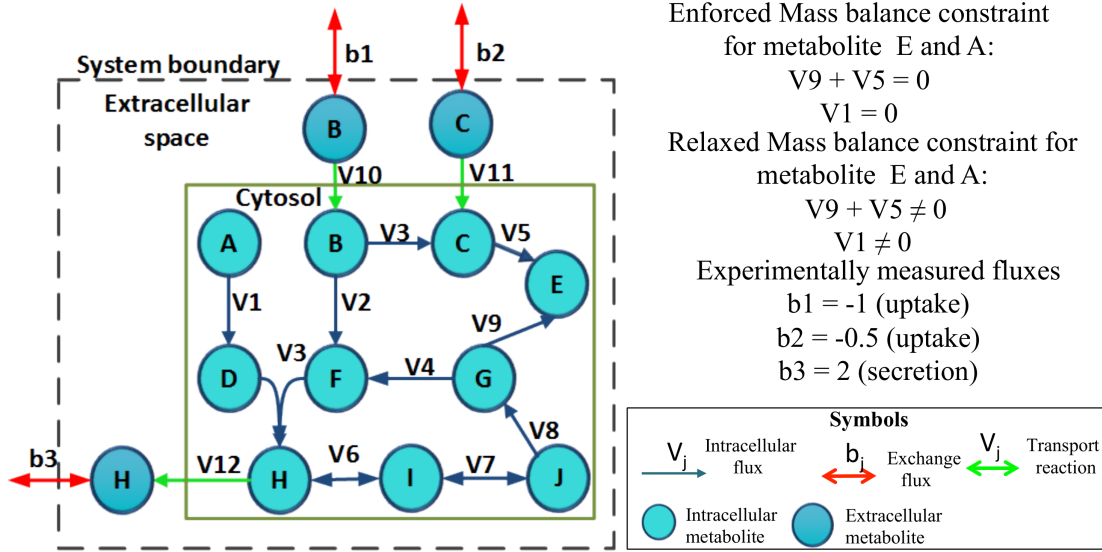 b1
b2
System boundary
Extracellular
space
B
C
V10
V11
Cytosol
A
B
V3
C
V5
E
V1
V2
V9
D
V3
F
V4
G
V8
b3
H
V12
H
V6
I
V7
J
Enforced Mass balance constraint
for metabolite E and A:
V9 + V5 = 0
V1 = 0
Relaxed Mass balance constraint for
metabolite E and A:
V9 + V5 ≠ 0
V1 ≠ 0
Experimentally measured fluxes
b1 = -1 (uptake)
b2 = -0.5 (uptake)
b3 = 2 (secretion)
Symbols
Vj
Intracellular
flux
bj
Exchange
flux
Vj
Transport
reaction
Intracellular
metabolite
Extracellular
metabolite